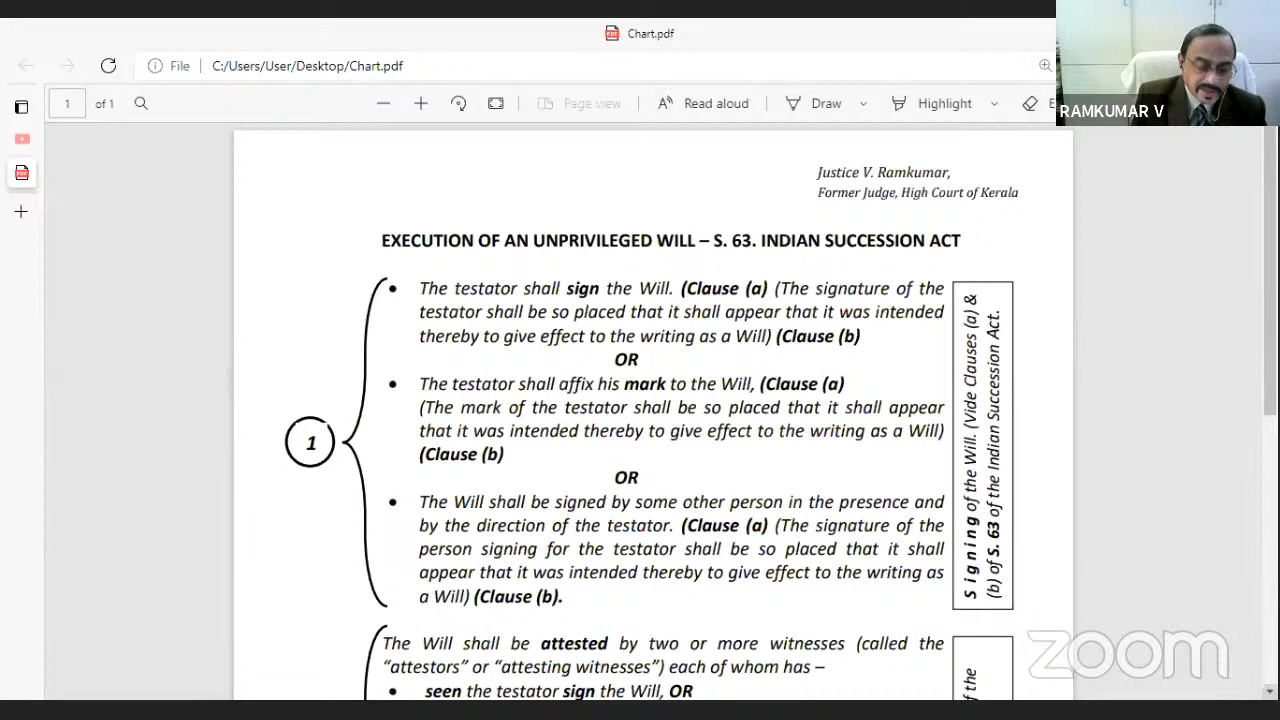 Chart.pdf
File
C:/Users/User/Desktop/Chart.pdf
1 of 1
Page view
Read aloud
Draw
Highlight
RAMKUMAR V
Justice V. Ramkumar,
Former Judge, High Court of Kerala
EXECUTION OF AN UNPRIVILEGED WILL – S. 63. INDIAN SUCCESSION ACT
1
• The testator shall sign the Will. (Clause (a) (The signature of the
testator shall be so placed that it shall appear that it was intended
thereby to give effect to the writing as a Will) (Clause (b)
OR
• The testator shall affix his mark to the Will, (Clause (a)
(The mark of the testator shall be so placed that it shall appear
that it was intended thereby to give effect to the writing as a Will)
(Clause (b)
OR
• The Will shall be signed by some other person in the presence and
by the direction of the testator. (Clause (a) (The signature of the
person signing for the testator shall be so placed that it shall
appear that it was intended thereby to give effect to the writing as
a Will) (Clause (b).
Signing of the Will. (Vide Clauses (a) &
(b) of S. 63 of the Indian Succession Act.
The Will shall be attested by two or more witnesses (called the
“attestors” or “attesting witnesses”) each of whom has –
• seen the testator sign the Will, OR
of the
zoom